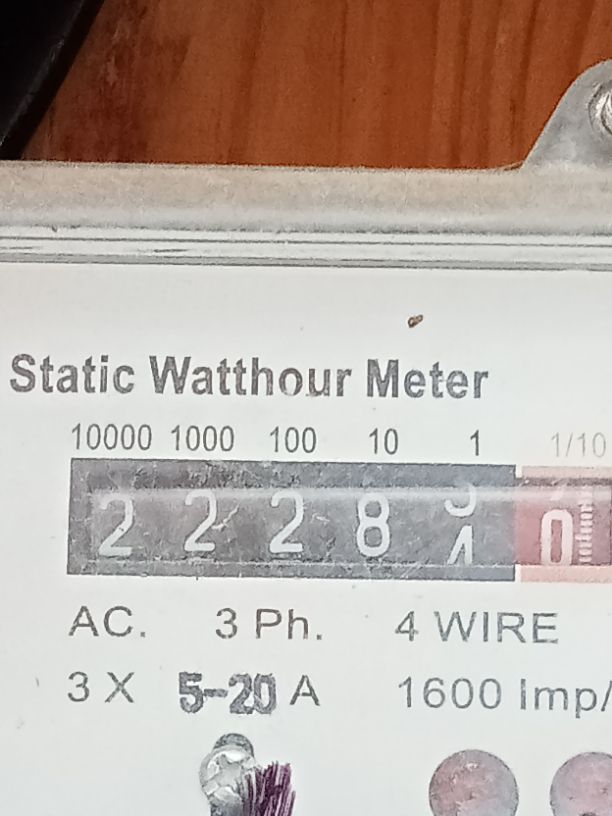 Static Watthour Meter
10000 1000 100 10 1 1/10
2 2 2 8 0
AC. 3 Ph. 4 WIRE
3 X 5-20 A 1600 Imp/